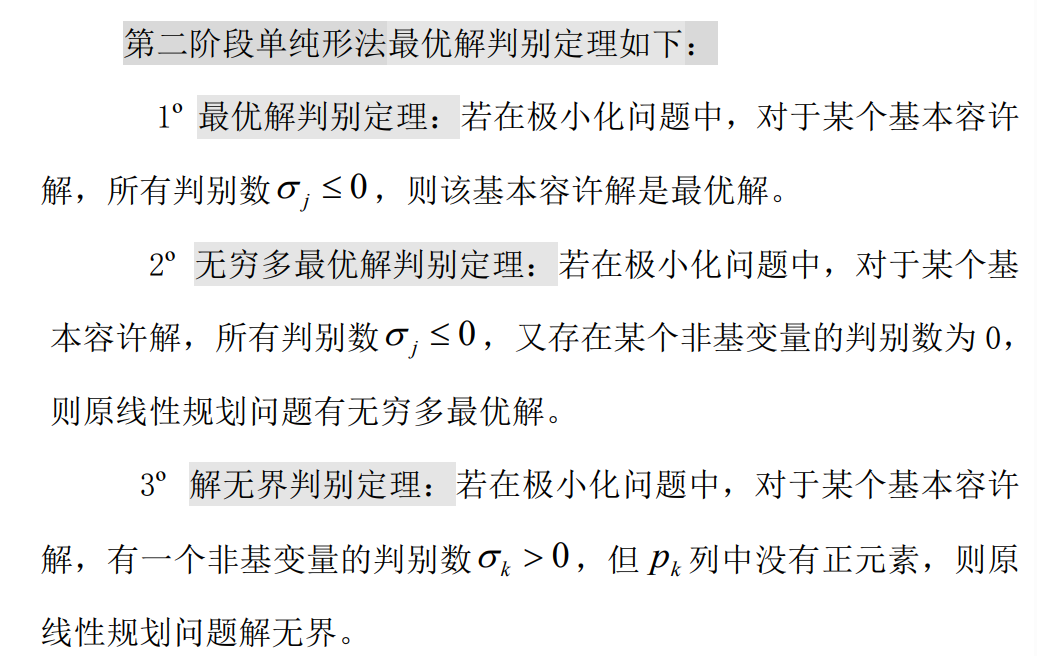 第二阶段单纯形法最优解判别定理如下：
1º 最优解判别定理：若在极小化问题中，对于某个基本容许
解，所有判别数σj ≤ 0，则该基本容许解是最优解。
2º 无穷多最优解判别定理：若在极小化问题中，对于某个基
本容许解，所有判别数σj ≤ 0，又存在某个非基变量的判别数为 0，
则原线性规划问题有无穷多最优解。
3º 解无界判别定理：若在极小化问题中，对于某个基本容许
解，有一个非基变量的判别数σk > 0，但 pk 列中没有正元素，则原
线性规划问题解无界。